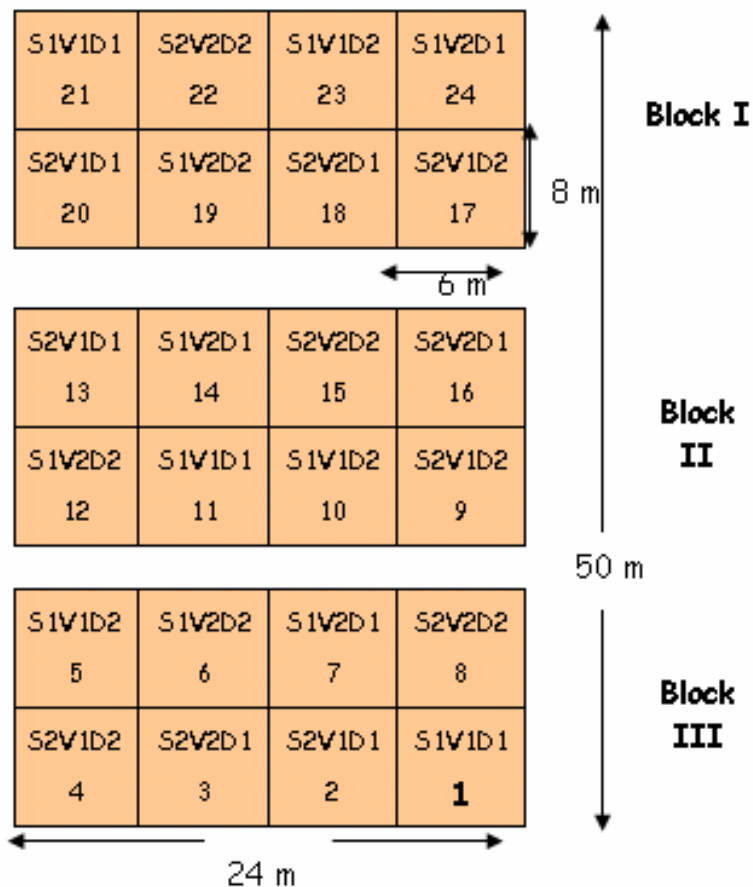 S1V1D1 S2V2D2 S1V1D2 S1V2D1
21 22 23 24
Block I
S2V1D1 S1V2D2 S2V2D1 S2V1D2
20 19 18 17
8 m
6 m
S2V1D1 S1V2D1 S2V2D2 S2V2D1
13 14 15 16
Block
II
S1V2D2 S1V1D1 S1V1D2 S2V1D2
12 11 10 9
50 m
S1V1D2 S1V2D2 S1V2D1 S2V2D2
5 6 7 8
Block
III
S2V1D2 S2V2D1 S2V1D1 S1V1D1
4 3 2 1
24 m